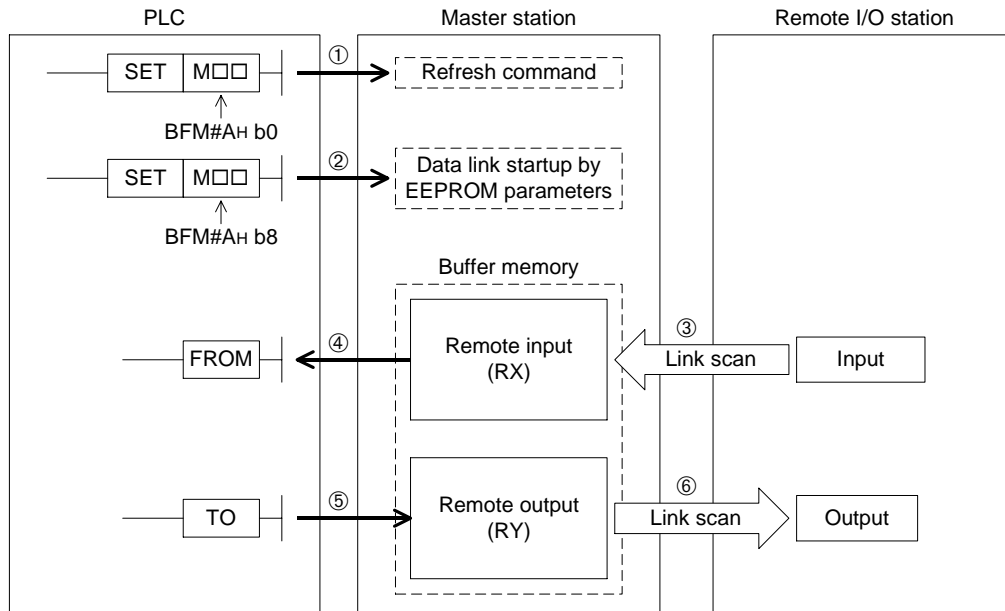 PLC
Master station
Remote I/O station
SET M□□
①
Refresh command
BFM#AH b0
SET M□□
②
Data link startup by
EEPROM parameters
BFM#AH b8
Buffer memory
FROM
④
Remote input
(RX)
③
Link scan
Input
TO
⑤
Remote output
(RY)
⑥
Link scan
Output